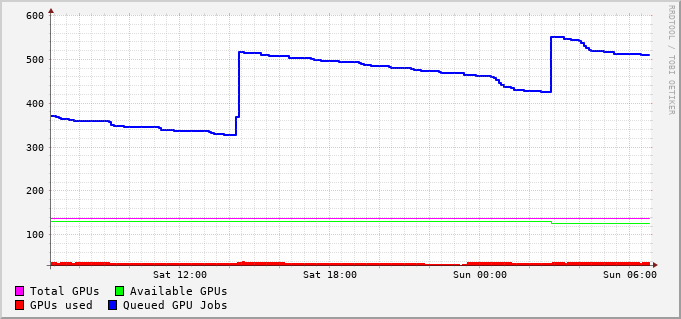 600
500
400
300
200
100
Sat 12:00 Sat 18:00 Sun 00:00 Sun 06:00
Total GPUs Available GPUs
GPUs used Queued GPU Jobs
RRDTOOL / TOBI OETIKER